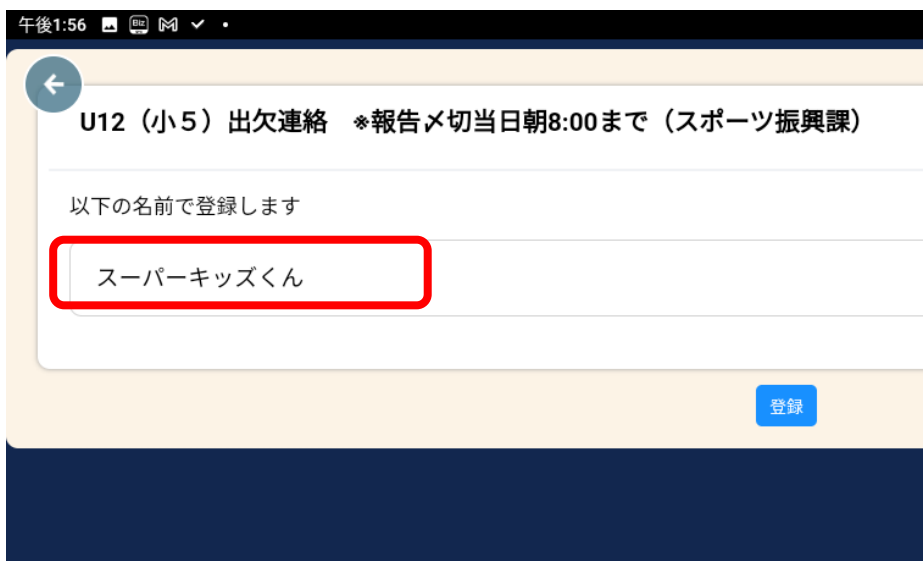 午後1:56 Biz
U12（小５）出欠連絡　※報告〆切当日朝8:00まで（スポーツ振興課）
以下の名前で登録します
スーパーキッズくん
登録